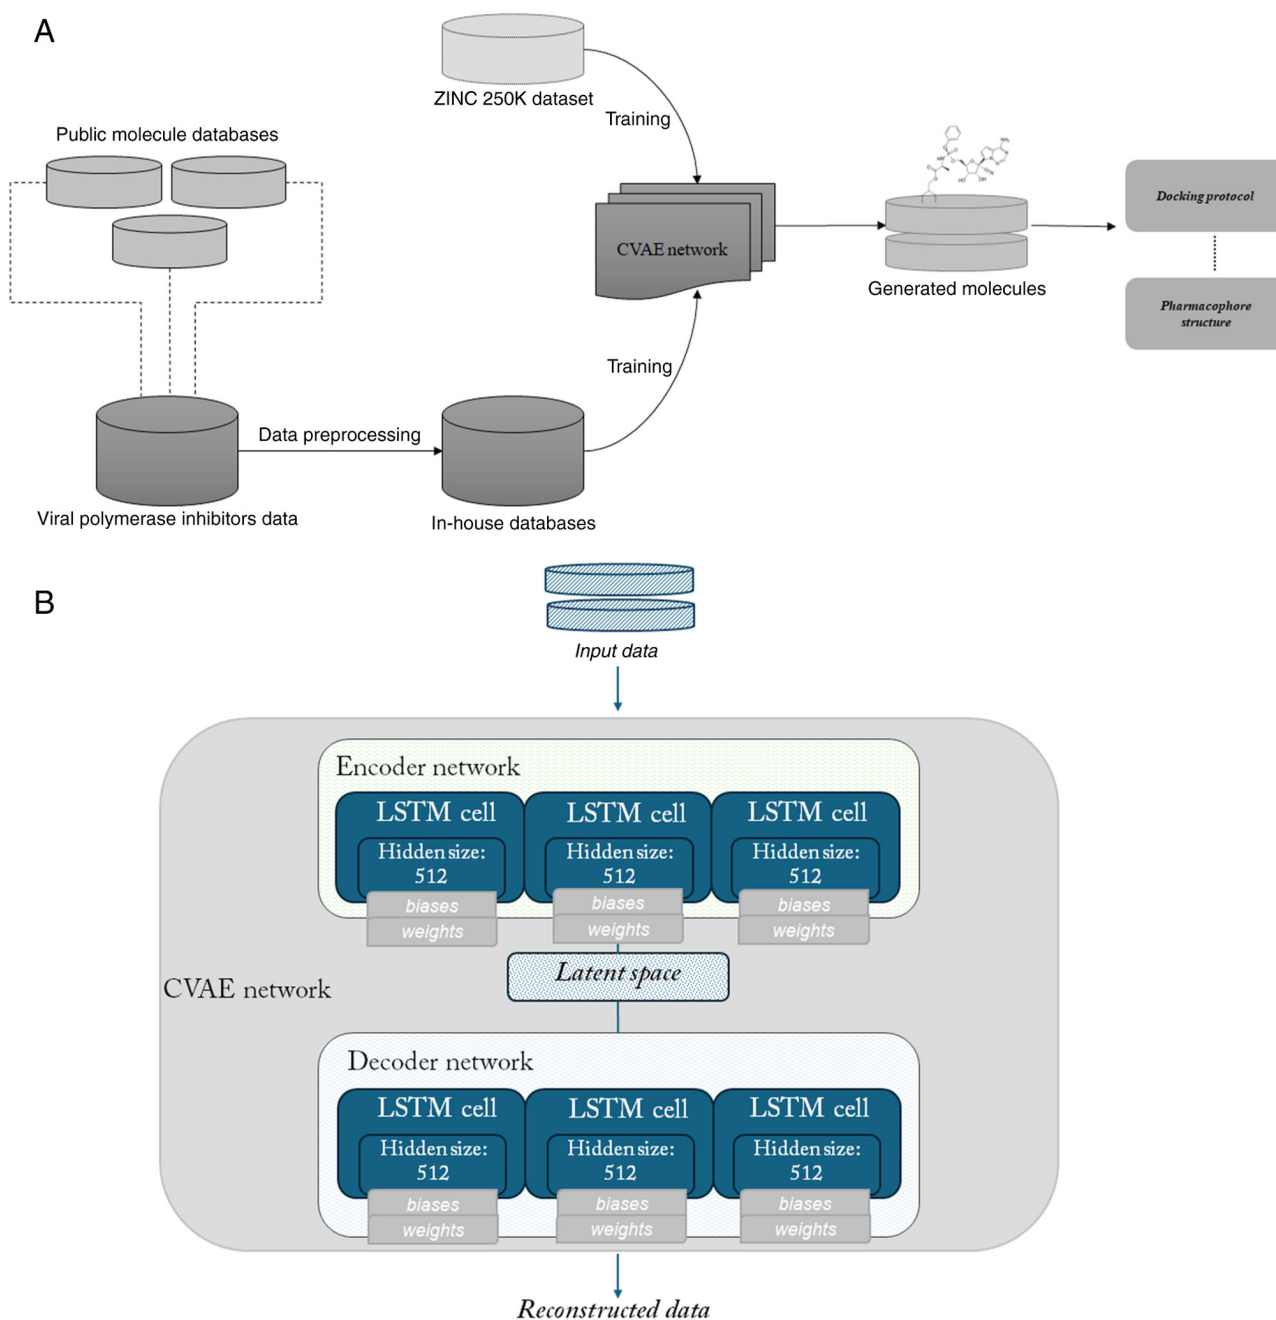 A
ZINC 250K dataset
Training
Public molecule databases
CVAE network
Docking protocol
Generated molecules
Pharmacophore
structure
Training
Data preprocessing
Viral polymerase inhibitors data
In-house databases
B
Input data
Encoder network
LSTM cell LSTM cell LSTM cell
Hidden size: Hidden size: Hidden size:
512 512 512
biases biases biases
weights weights weights
Latent space
CVAE network
Decoder network
LSTM cell LSTM cell LSTM cell
Hidden size: Hidden size: Hidden size:
512 512 512
biases biases biases
weights weights weights
Reconstructed data